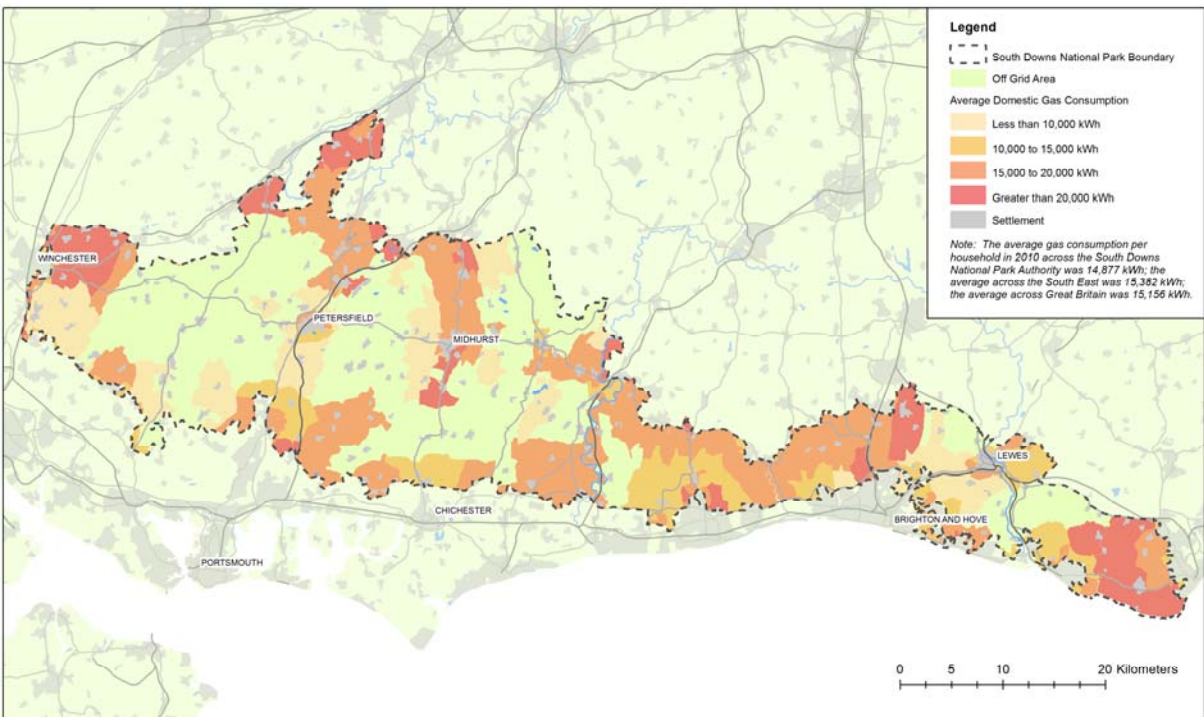 Legend
South Downs National Park Boundary
Off Grid Area
Average Domestic Gas Consumption
Less than 10,000 kWh
10,000 to 15,000 kWh
15,000 to 20,000 kWh
Greater than 20,000 kWh
Settlement
Note: The average gas consumption per
household in 2010 across the South Downs
National Park Authority was 14,877 kWh; the
average across the South East was 15,382 kWh;
the average across Great Britain was 15,156 kWh.
WINCHESTER
PETERSFIELD
MIDHURST
LEWES
CHICHESTER
BRIGHTON AND HOVE
PORTSMOUTH
0 5 10 20 Kilometers